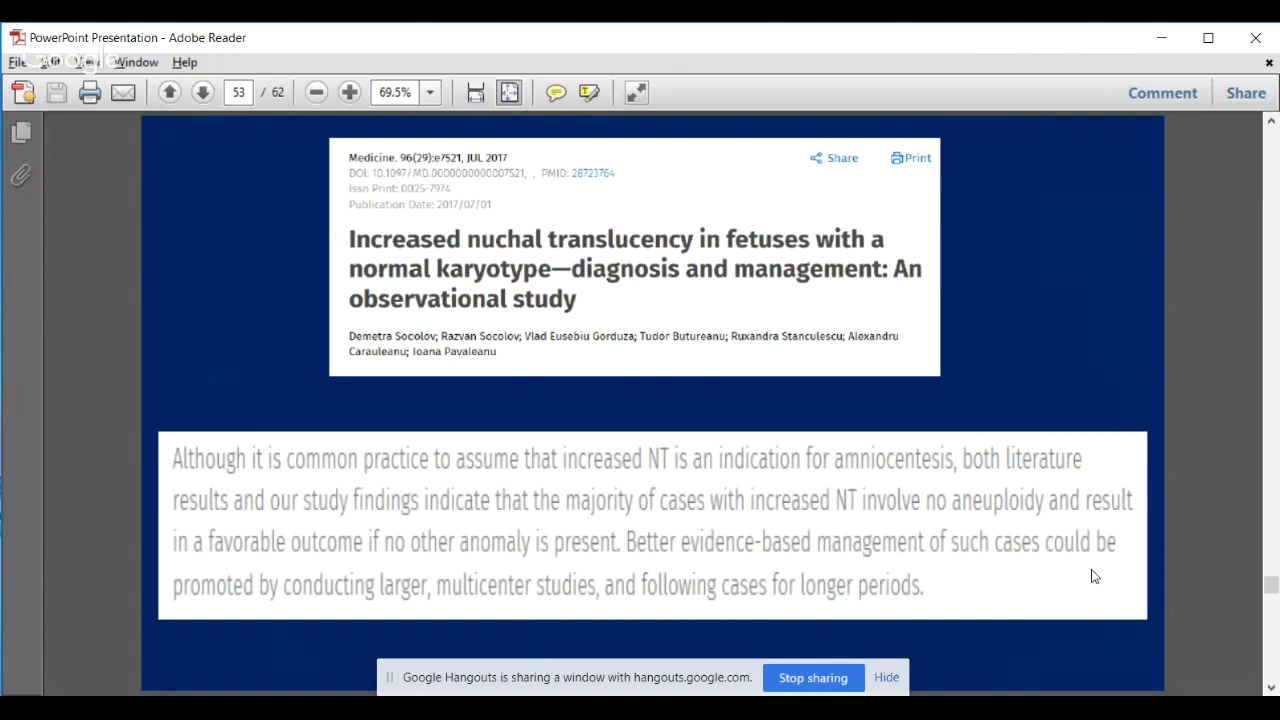 PowerPoint Presentation - Adobe Reader
Google
File Edit View Window Help
53 / 62 69.5% Comment Share
Medicine. 96(29):e7521, JUL 2017 Share Print
DOI: 10.1097/MD.0000000000007521, , PMID: 28723764
Issn Print: 0025-7974
Publication Date: 2017/07/01
Increased nuchal translucency in fetuses with a
normal karyotype—diagnosis and management: An
observational study
Demetra Socolov; Razvan Socolov; Vlad Eusebiu Gorduza; Tudor Butureanu; Ruxandra Stanculescu; Alexandru
Carauleanu; Ioana Pavaleanu
Although it is common practice to assume that increased NT is an indication for amniocentesis, both literature
results and our study findings indicate that the majority of cases with increased NT involve no aneuploidy and result
in a favorable outcome if no other anomaly is present. Better evidence-based management of such cases could be
promoted by conducting larger, multicenter studies, and following cases for longer periods.
Google Hangouts is sharing a window with hangouts.google.com. Stop sharing Hide